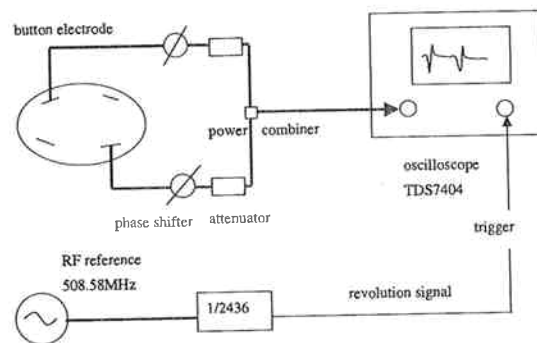 button electrode
power combiner
oscilloscope
TDS7404
phase shifter attenuator
trigger
RF reference
508.58MHz
1/2436
revolution signal